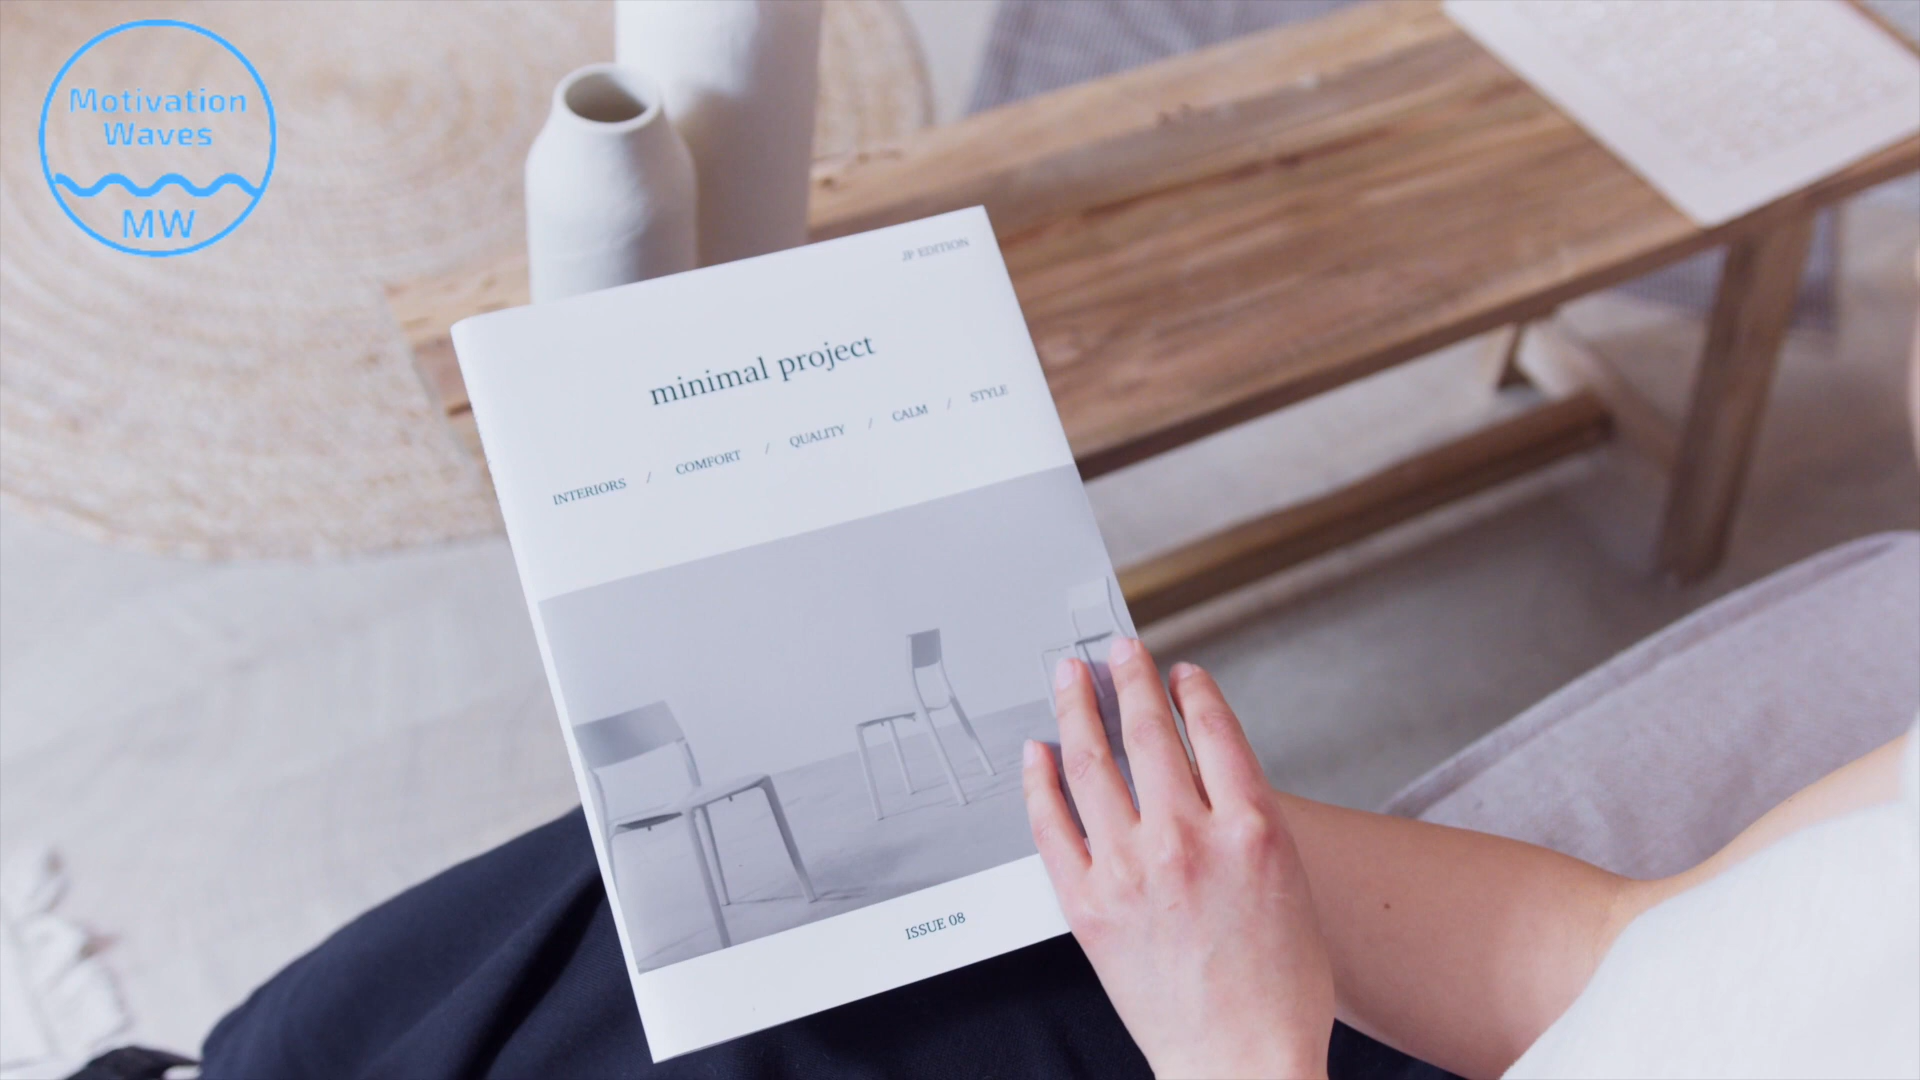 Motivation
Waves
MW
JP EDITION
minimal project
INTERIORS / COMFORT / QUALITY / CALM / STYLE
ISSUE 08